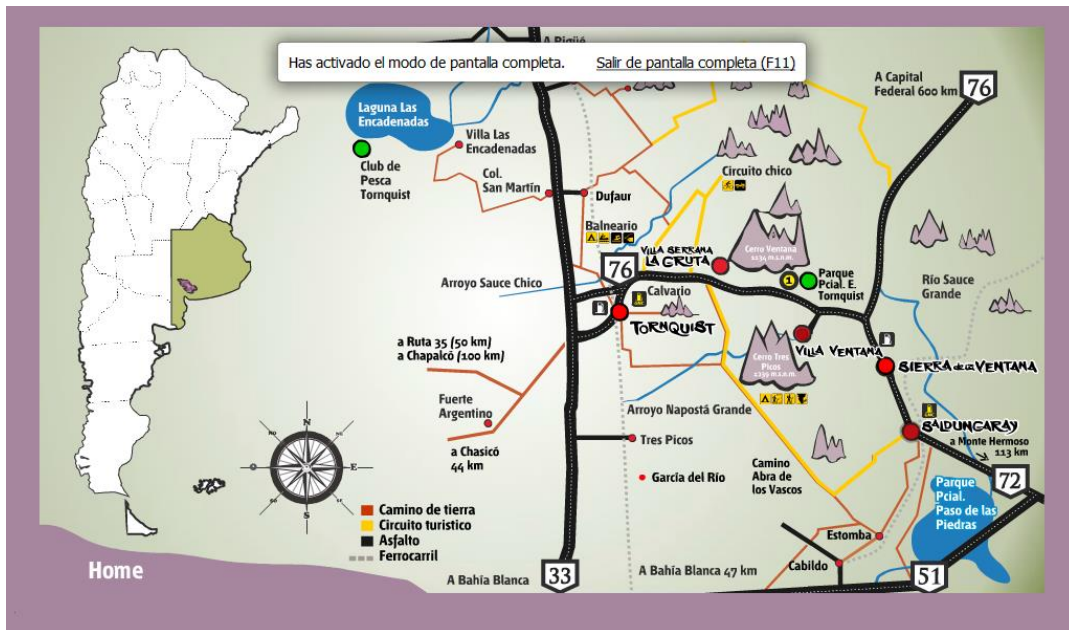 A Pigüé
Has activado el modo de pantalla completa. Salir de pantalla completa (F11)
A Capital
Federal 600 km
76
Laguna Las
Encadenadas
Villa Las
Encadenadas
Club de
Pesca
Tornquist
Col.
San Martín
Dufaur
Circuito chico
Balneario
VILLA SERRANA
LA GRUTA
Cerro Ventana
1134 m.s.n.m.
76
1
Parque
Pcial. E.
Tornquist
Río Sauce
Grande
Arroyo Sauce Chico
Calvario
TORNQUIST
a Ruta 35 (50 km)
a Chapalcó (100 km)
VILLA VENTANA
Cerro Tres
Picos
1239 m.s.n.m.
SIERRA de la VENTANA
Fuerte
Argentino
Arroyo Napostá Grande
SALDUNGARAY
a Monte Hermoso
113 km
a Chasicó
44 km
Tres Picos
García del Río
Camino
Abra de
los Vascos
72
Parque
Pcial.
Paso de las
Piedras
N
O
E
S
Camino de tierra
Circuito turistico
Asfalto
Ferrocarril
Estomba
Cabildo
Home
A Bahía Blanca
33
A Bahía Blanca 47 km
51